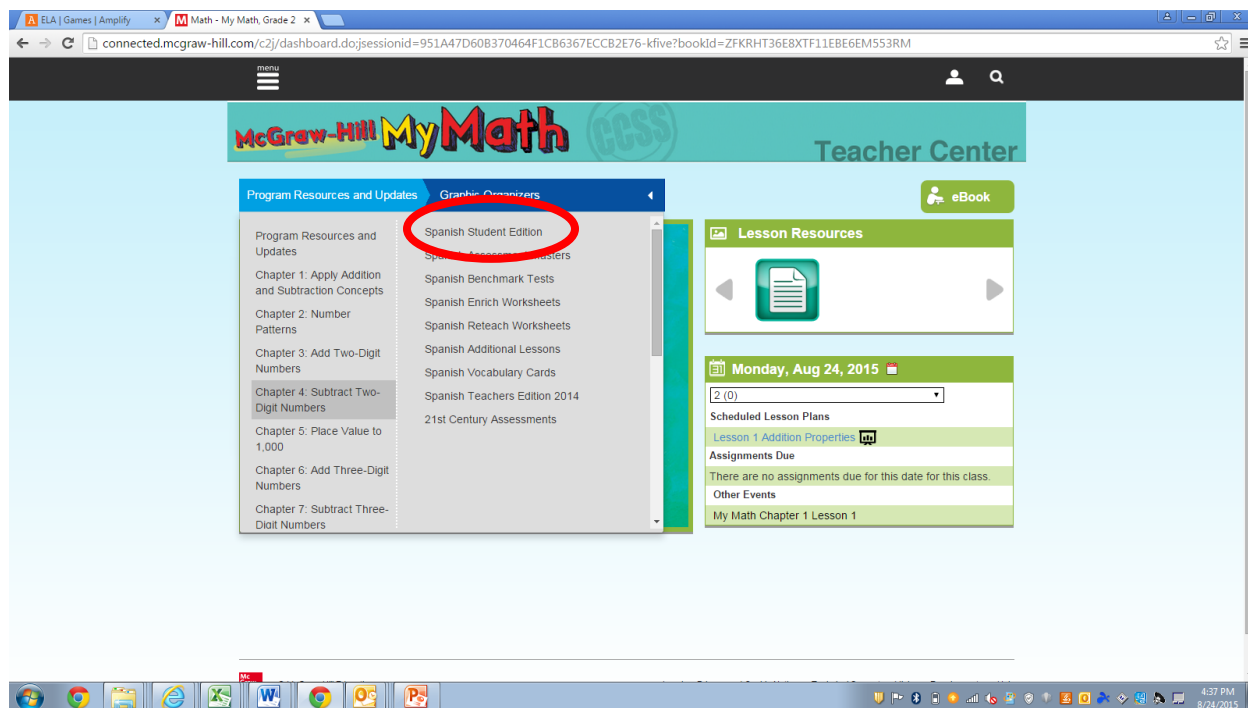 ELA | Games | Amplify
Math - My Math, Grade 2
connected.mcgraw-hill.com/c2j/dashboard.do;jsessionid=951A47D60B370464F1CB6367ECCB2E76-kfive?bookId=ZFKRHT36E8XTF11EBE6EM553RM
menu
McGraw-Hill My Math CCSS
Teacher Center
Program Resources and Updates
Graphic Organizers
eBook
Program Resources and
Updates
Chapter 1: Apply Addition
and Subtraction Concepts
Chapter 2: Number
Patterns
Chapter 3: Add Two-Digit
Numbers
Chapter 4: Subtract Two-
Digit Numbers
Chapter 5: Place Value to
1,000
Chapter 6: Add Three-Digit
Numbers
Chapter 7: Subtract Three-
Digit Numbers
Spanish Student Edition
Spanish Assessment Masters
Spanish Benchmark Tests
Spanish Enrich Worksheets
Spanish Reteach Worksheets
Spanish Additional Lessons
Spanish Vocabulary Cards
Spanish Teachers Edition 2014
21st Century Assessments
Lesson Resources
Monday, Aug 24, 2015
2 (0)
Scheduled Lesson Plans
Lesson 1 Addition Properties
Assignments Due
There are no assignments due for this date for this class.
Other Events
My Math Chapter 1 Lesson 1
4:37 PM
8/24/2015